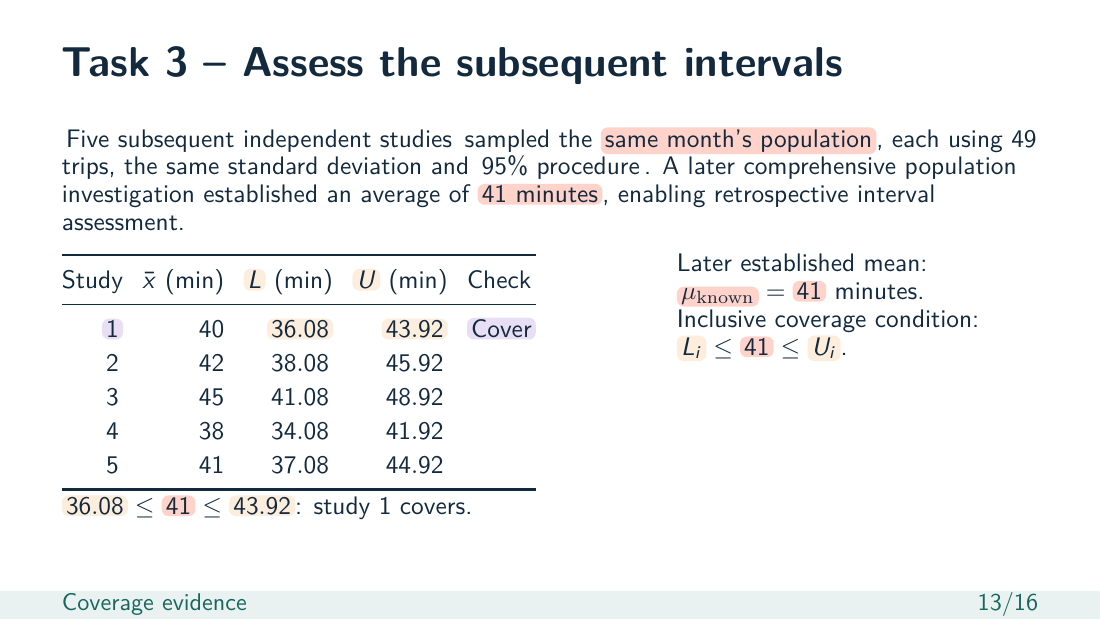 Task 3 – Assess the subsequent intervals
Five subsequent independent studies sampled the same month's population, each using 49
trips, the same standard deviation and 95% procedure. A later comprehensive population
investigation established an average of 41 minutes, enabling retrospective interval
assessment.
Study x̄ (min) L (min) U (min) Check
1 40 36.08 43.92 Cover
2 42 38.08 45.92
3 45 41.08 48.92
4 38 34.08 41.92
5 41 37.08 44.92
36.08 ≤ 41 ≤ 43.92: study 1 covers.
Later established mean:
μ_known = 41 minutes.
Inclusive coverage condition:
L_i ≤ 41 ≤ U_i.
Coverage evidence 13/16